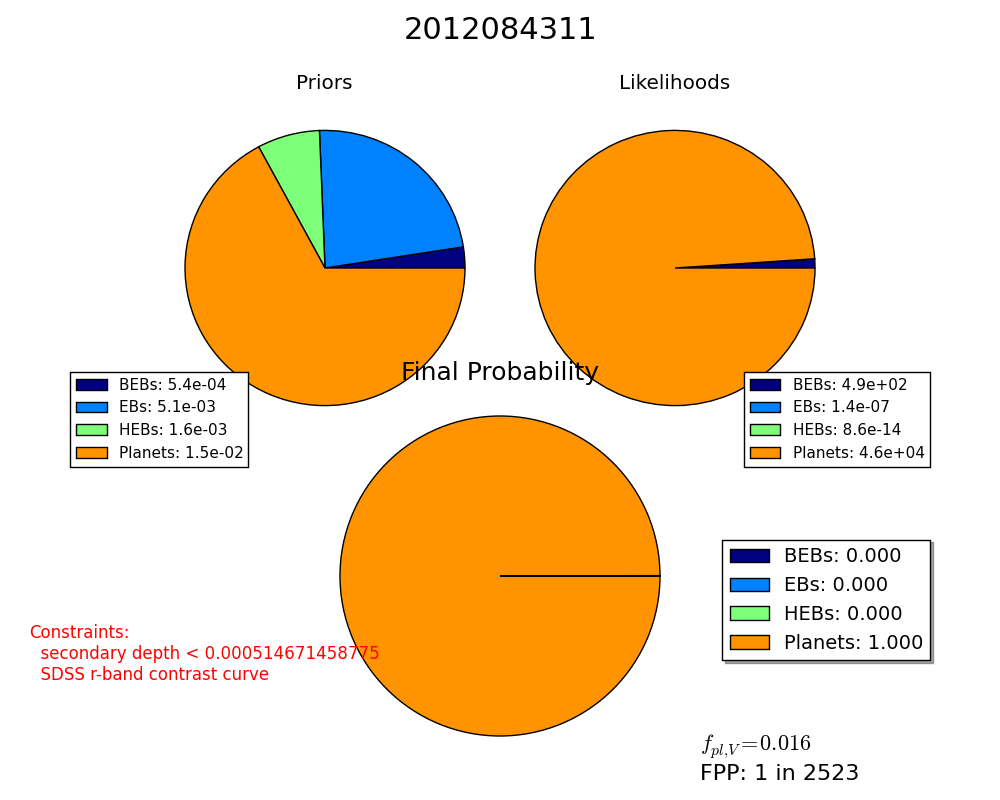 2012084311
Priors
Likelihoods
BEBs: 5.4e-04
EBs: 5.1e-03
HEBs: 1.6e-03
Planets: 1.5e-02
BEBs: 4.9e+02
EBs: 1.4e-07
HEBs: 8.6e-14
Planets: 4.6e+04
Final Probability
BEBs: 0.000
EBs: 0.000
HEBs: 0.000
Planets: 1.000
Constraints:
secondary depth < 0.000514671458775
SDSS r-band contrast curve
f_{pl,V} = 0.016
FPP: 1 in 2523